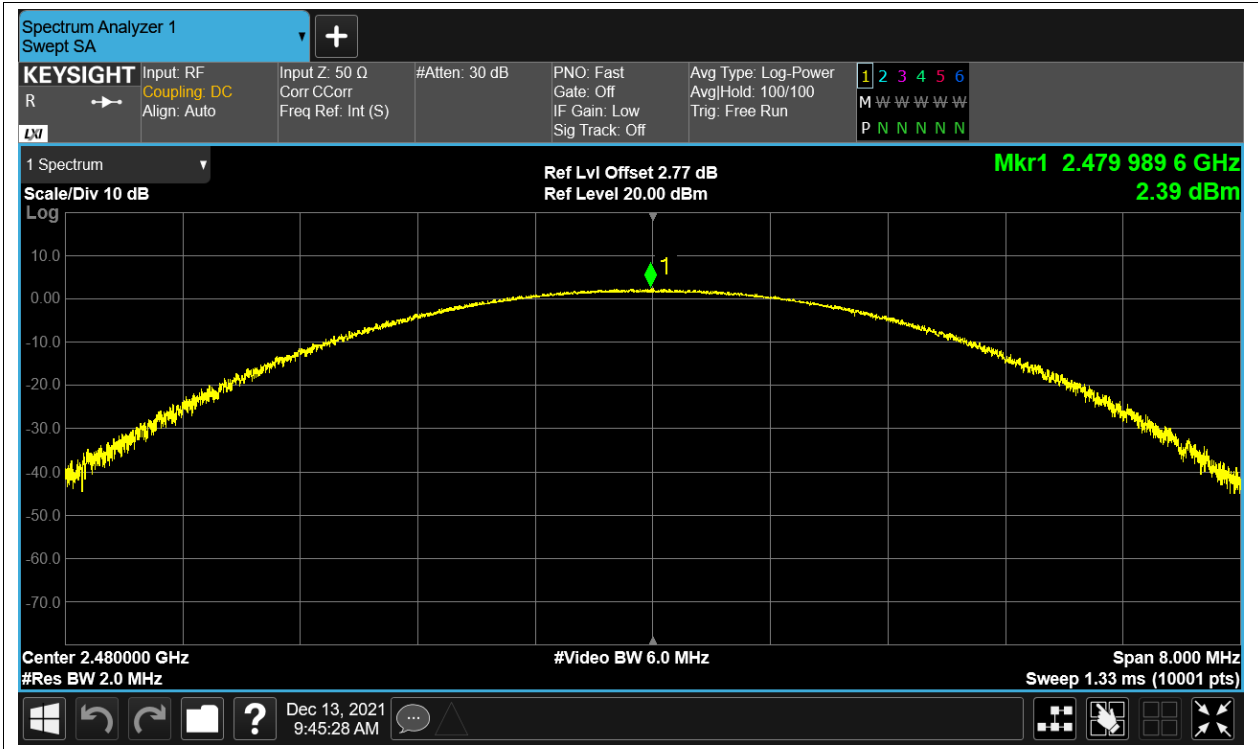 Spectrum Analyzer 1
Swept SA
+
KEYSIGHT
R
LXI
Input: RF
Coupling: DC
Align: Auto
Input Z: 50 Ω
Corr CCorr
Freq Ref: Int (S)
#Atten: 30 dB
PNO: Fast
Gate: Off
IF Gain: Low
Sig Track: Off
Avg Type: Log-Power
Avg|Hold: 100/100
Trig: Free Run
1 2 3 4 5 6
M W W W W W
P N N N N N
1 Spectrum
Scale/Div 10 dB
Log
Ref Lvl Offset 2.77 dB
Ref Level 20.00 dBm
Mkr1 2.479 989 6 GHz
2.39 dBm
1
10.0
0.00
-10.0
-20.0
-30.0
-40.0
-50.0
-60.0
-70.0
Center 2.480000 GHz
#Res BW 2.0 MHz
#Video BW 6.0 MHz
Span 8.000 MHz
Sweep 1.33 ms (10001 pts)
?
Dec 13, 2021
9:45:28 AM